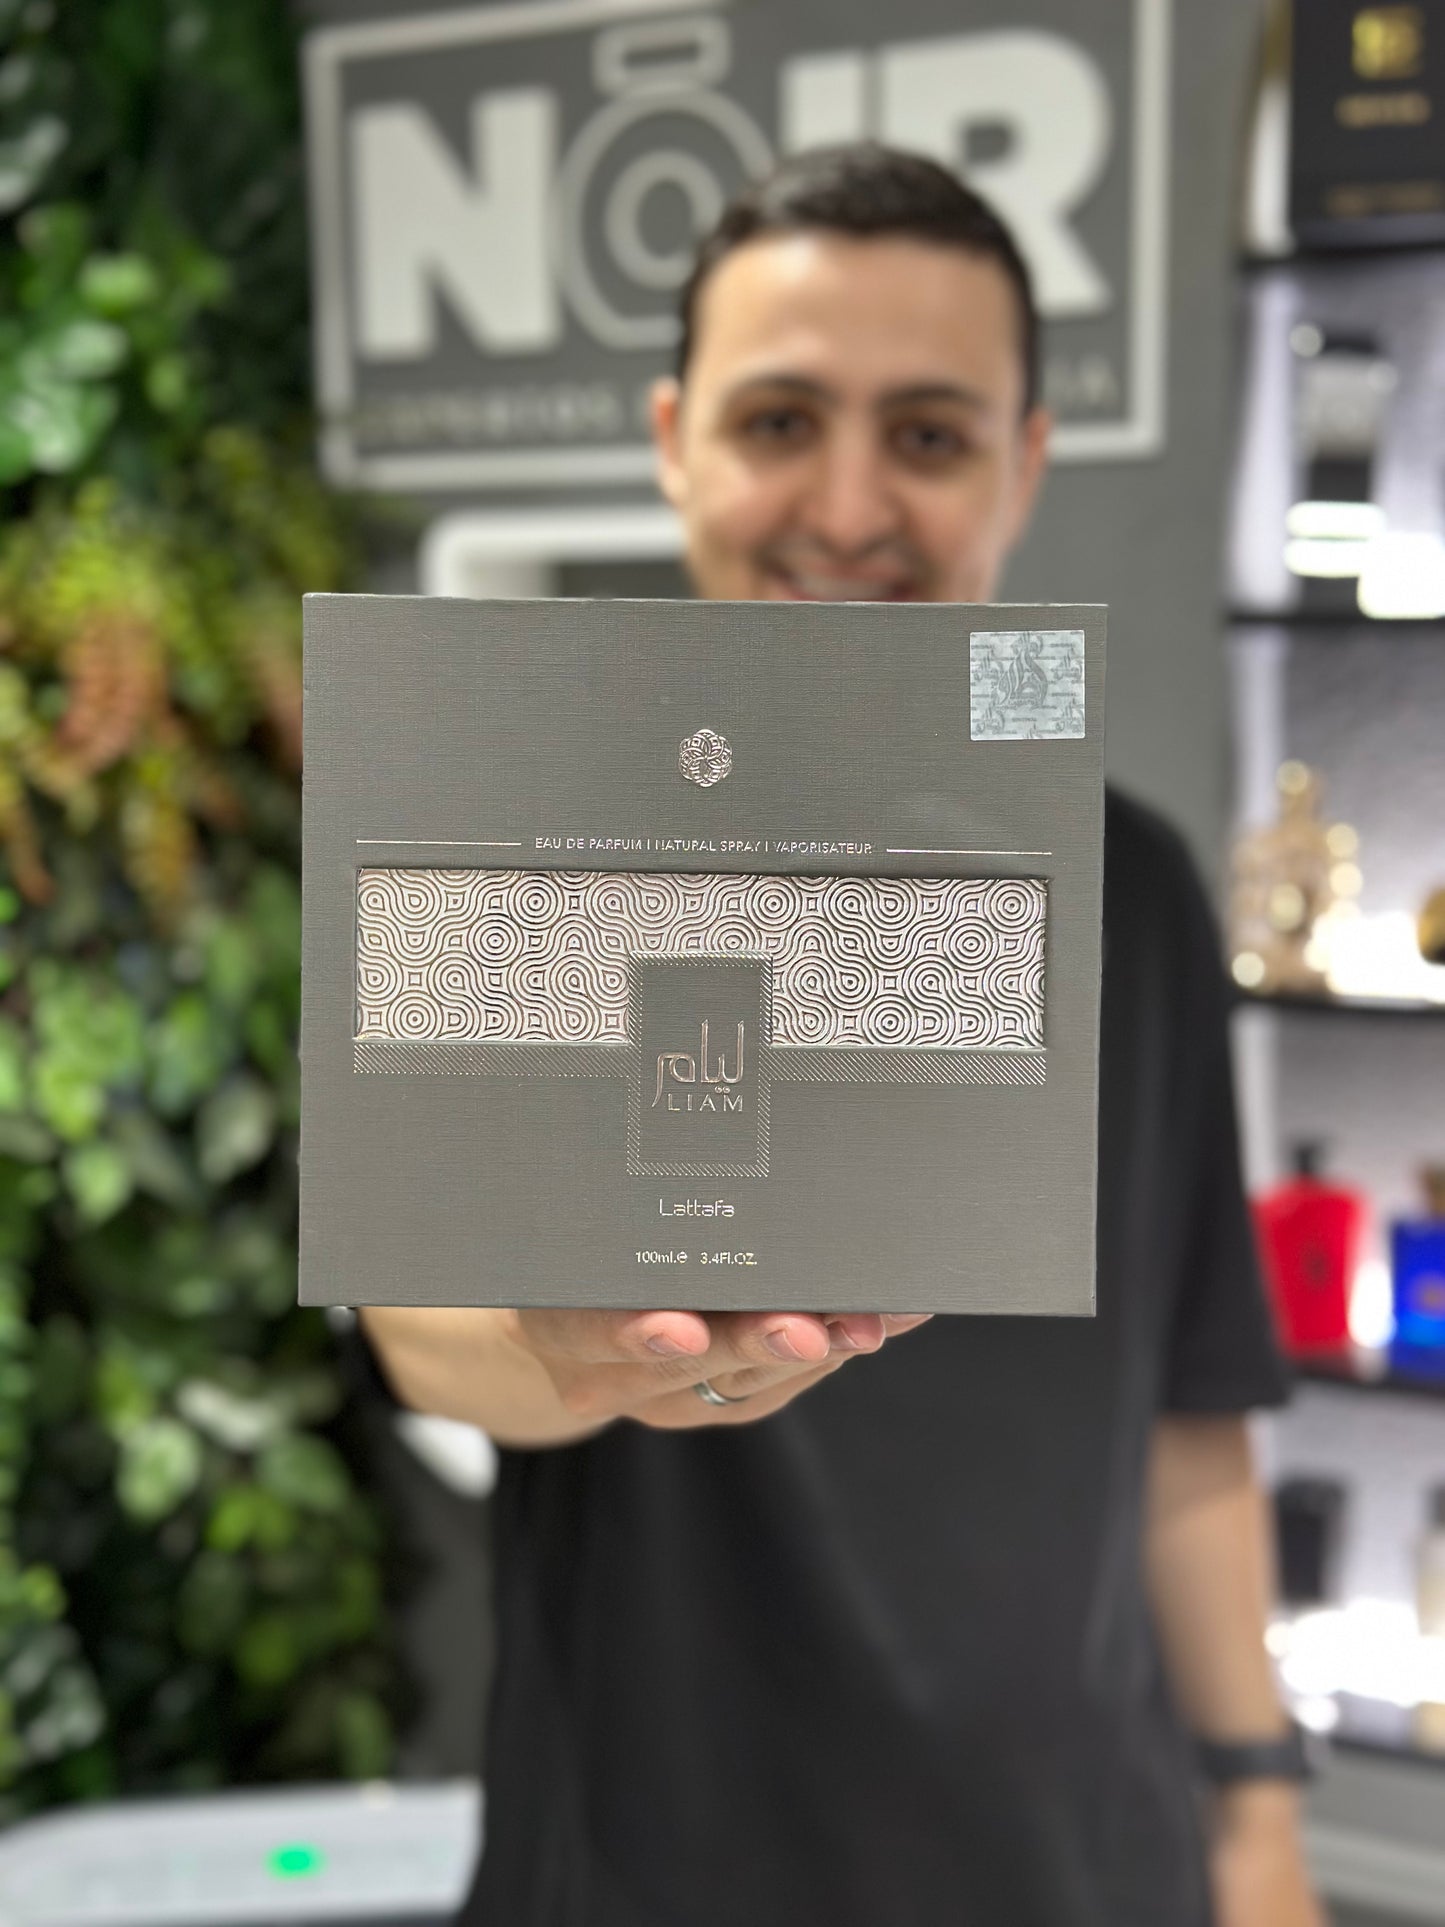 NOIR
EAU DE PARFUM | NATURAL SPRAY | VAPORISATEUR
ليام
LIAM
Lattafa
100ml.e 3.4Fl.OZ.